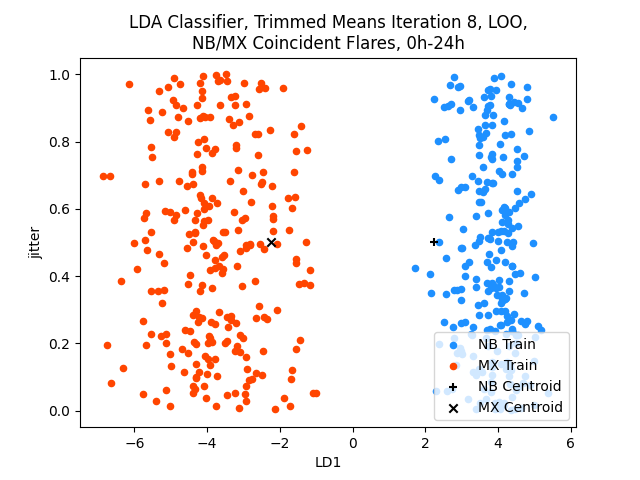 LDA Classifier, Trimmed Means Iteration 8, LOO,
NB/MX Coincident Flares, 0h-24h
1.0
0.8
0.6
0.4
0.2
0.0
jitter
−6
−4
−2
0
2
4
6
LD1
NB Train
MX Train
NB Centroid
MX Centroid